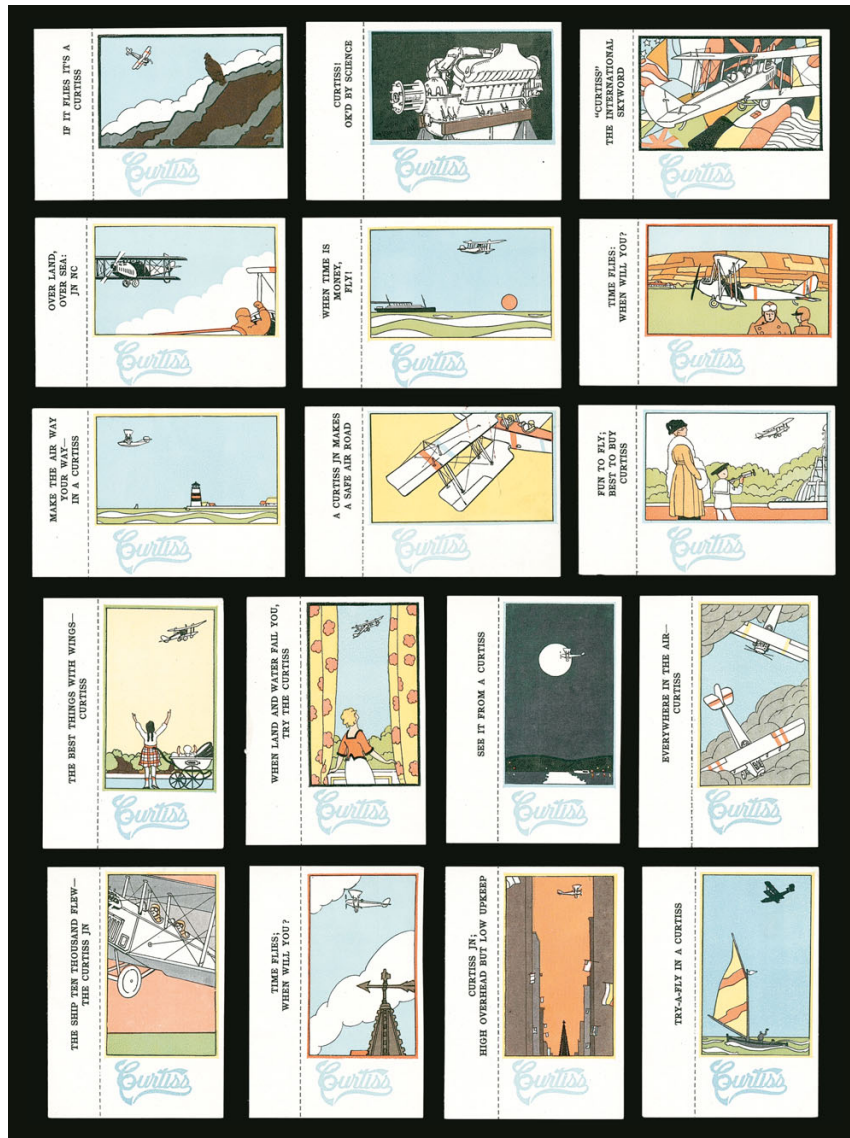 IF IT FLIES IT'S A
CURTISS
Curtiss
CURTISS!
OK'D BY SCIENCE
Curtiss
"CURTISS"
THE INTERNATIONAL
SKYWORD
Curtiss
OVER LAND,
OVER SEA:
JN NC
Curtiss
WHEN TIME IS
MONEY,
FLY!
Curtiss
TIME FLIES:
WHEN WILL YOU?
Curtiss
MAKE THE AIR WAY
YOUR WAY—
IN A CURTISS
Curtiss
A CURTISS JN MAKES
A SAFE AIR ROAD
Curtiss
FUN TO FLY;
BEST TO BUY
CURTISS
Curtiss
THE BEST THINGS WITH WINGS—
CURTISS
Curtiss
WHEN LAND AND WATER FAIL YOU,
TRY THE CURTISS
Curtiss
SEE IT FROM A CURTISS
Curtiss
EVERYWHERE IN THE AIR—
CURTISS
Curtiss
THE SHIP TEN THOUSAND FLEW—
THE CURTISS JN
Curtiss
TIME FLIES;
WHEN WILL YOU?
Curtiss
CURTISS JN;
HIGH OVERHEAD BUT LOW UPKEEP
Curtiss
TRY-A-FLY IN A CURTISS
Curtiss